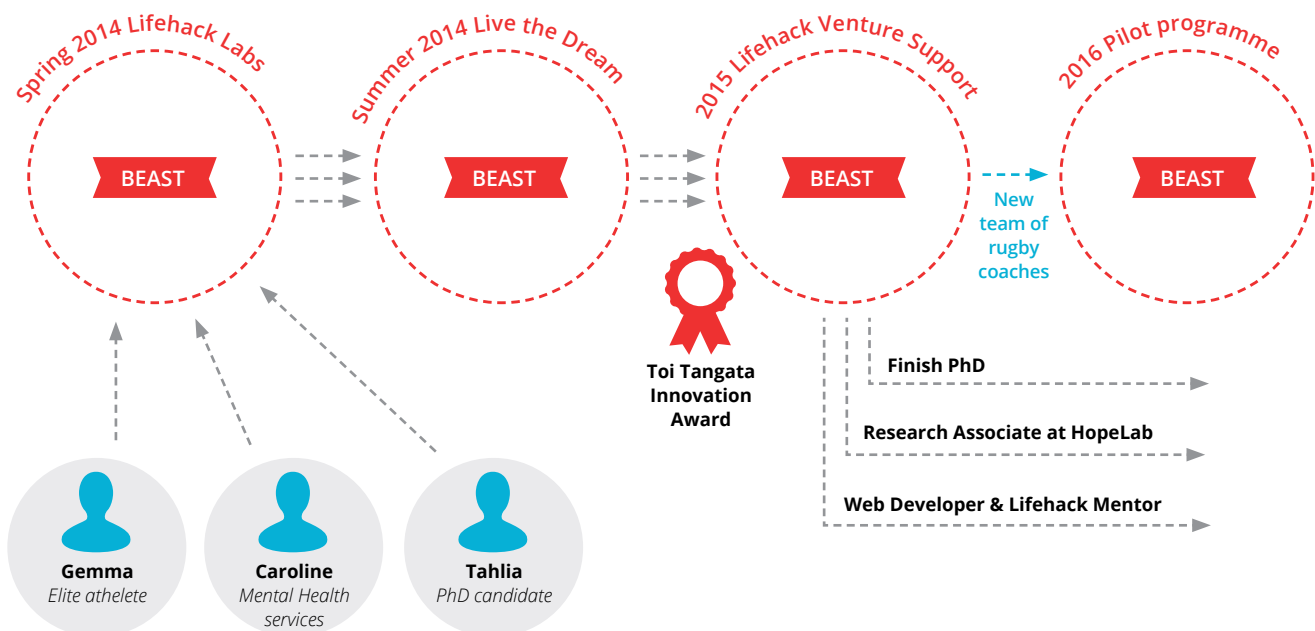 Spring 2014 Lifehack Labs
Summer 2014 Live the Dream
2015 Lifehack Venture Support
2016 Pilot programme
BEAST
BEAST
BEAST
BEAST
New
team of
rugby
coaches
Toi Tangata
Innovation
Award
Finish PhD
Research Associate at HopeLab
Web Developer & Lifehack Mentor
Gemma
Elite athelete
Caroline
Mental Health
services
Tahlia
PhD candidate